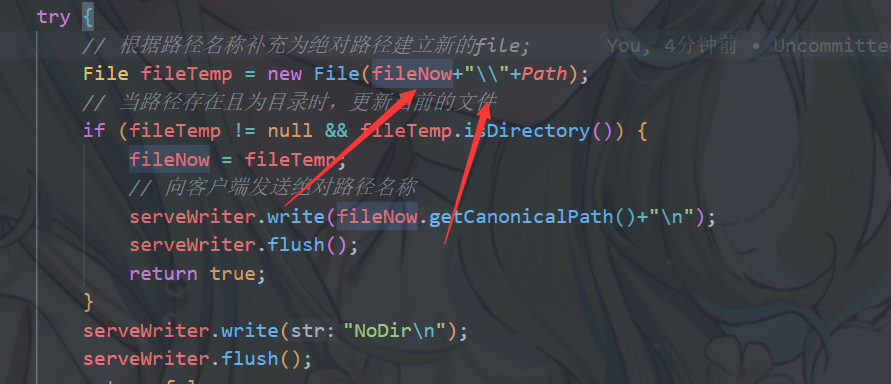 try {
// 根据路径名称补充为绝对路径建立新的file; You, 4分钟前 • Uncommitte
File fileTemp = new File(fileNow+"\\"+Path);
// 当路径存在且为目录时，更新当前的文件
if (fileTemp != null && fileTemp.isDirectory()) {
fileNow = fileTemp;
// 向客户端发送绝对路径名称
serveWriter.write(fileNow.getCanonicalPath()+"\n");
serveWriter.flush();
return true;
}
serveWriter.write(str: "NoDir\n");
serveWriter.flush();